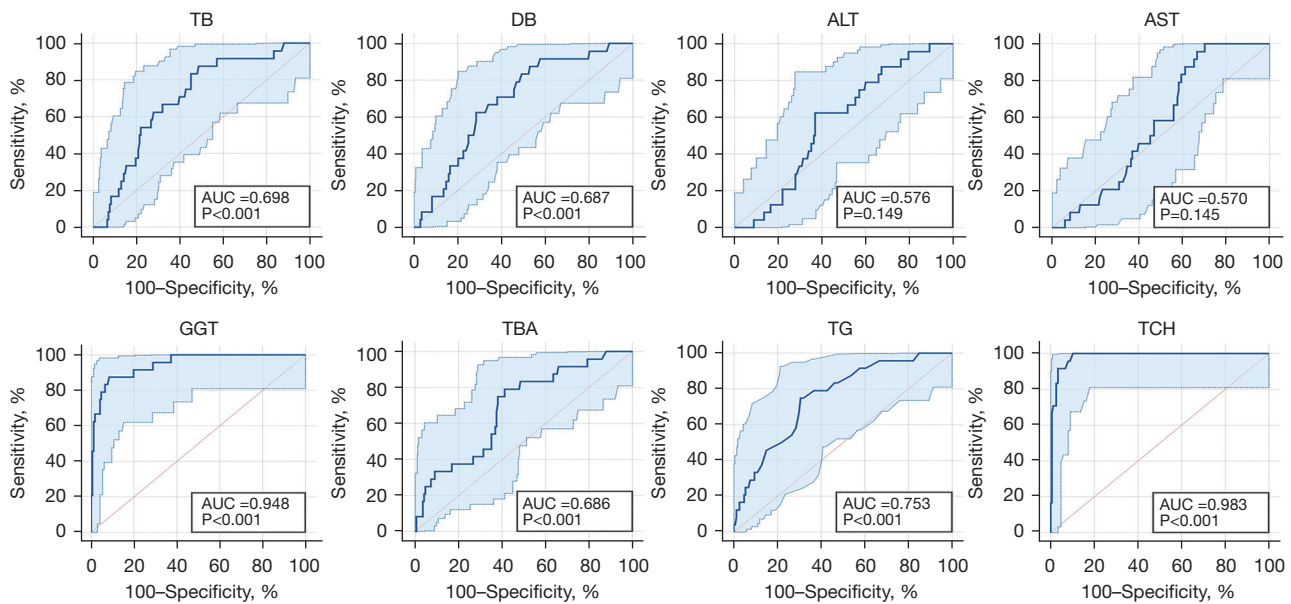 TB
DB
ALT
AST
Sensitivity, %
100
80
60
40
20
0
AUC =0.698
P<0.001
0 20 40 60 80 100
100–Specificity, %
Sensitivity, %
100
80
60
40
20
0
AUC =0.687
P<0.001
0 20 40 60 80 100
100–Specificity, %
Sensitivity, %
100
80
60
40
20
0
AUC =0.576
P=0.149
0 20 40 60 80 100
100–Specificity, %
Sensitivity, %
100
80
60
40
20
0
AUC =0.570
P=0.145
0 20 40 60 80 100
100–Specificity, %
GGT
TBA
TG
TCH
Sensitivity, %
100
80
60
40
20
0
AUC =0.948
P<0.001
0 20 40 60 80 100
100–Specificity, %
Sensitivity, %
100
80
60
40
20
0
AUC =0.686
P<0.001
0 20 40 60 80 100
100–Specificity, %
Sensitivity, %
100
80
60
40
20
0
AUC =0.753
P<0.001
0 20 40 60 80 100
100–Specificity, %
Sensitivity, %
100
80
60
40
20
0
AUC =0.983
P<0.001
0 20 40 60 80 100
100–Specificity, %